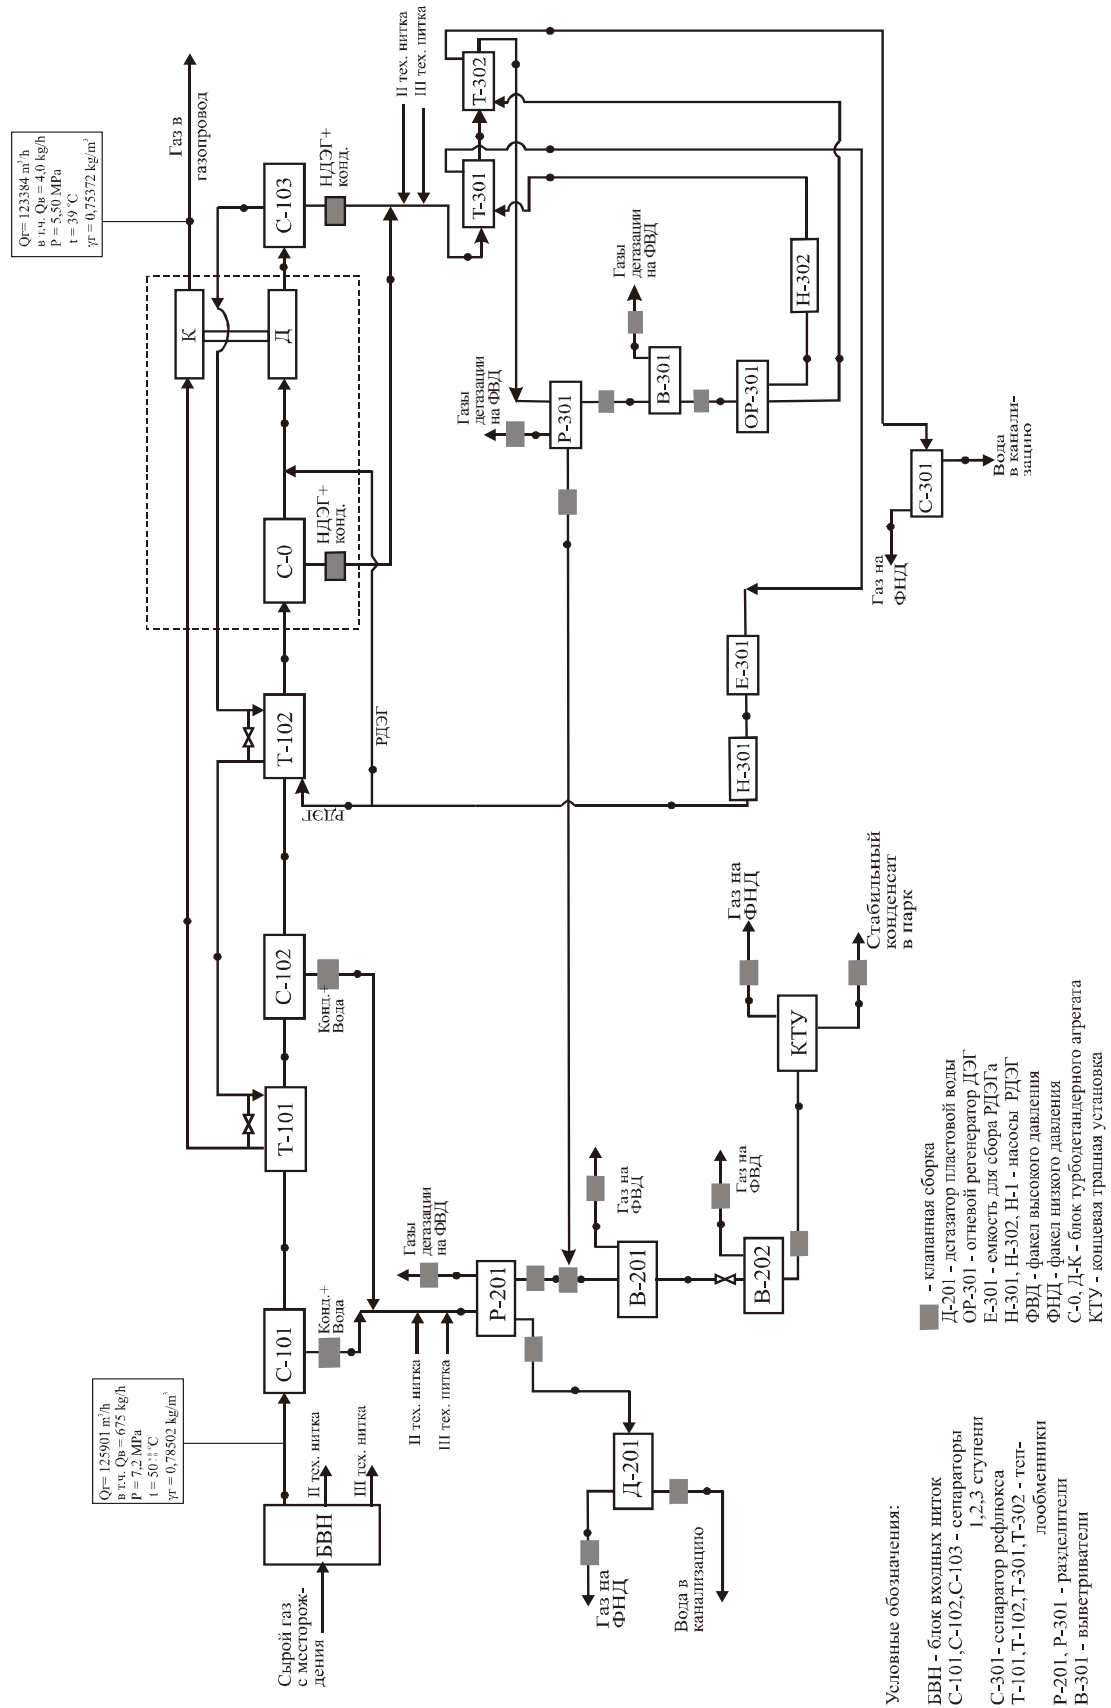 Qг= 123384 m³/h
в т.ч. Qв = 4,0 kg/h
P = 5,50 MPa
t = 39 °C
γг = 0,75372 kg/m³
Газ в
газопровод
Qг= 125901 m³/h
в т.ч. Qв = 675 kg/h
P = 7,2 MPa
γг = 0,78502 kg/m³
Сырой газ
с месторож-
дения
БВН
II тех. нитка
III тех. нитка
С-101
Конд.+
Вода
Т-101
С-102
Конд.+
Вода
Т-102
РДЭГ
РДЭГ
С-0
НДЭГ+
конд.
К
Д
С-103
НДЭГ+
конд.
II тех. нитка
III тех. нитка
Т-301
Т-302
II тех. нитка
III тех. нитка
Газы
дегазации
на ФВД
Р-201
Газы
дегазации
на ФВД
Р-301
Газы
дегазации
на ФВД
В-301
ОР-301
Н-302
Газ на
ФНД
Д-201
Вода в
канализацию
Газ на
ФВД
В-201
Газ на
ФВД
В-202
Газ на
ФНД
КТУ
Стабильный
конденсат
в парк
Н-301
Е-301
Газ на
ФНД
С-301
Вода
в канали-
зацию
Условные обозначения:
БВН - блок входных ниток
С-101,С-102,С-103 - сепараторы
1,2,3 ступени
С-301- сепаратор рефлюкса
Т-101,Т-102,Т-301,Т-302 - теп-
лообменники
Р-201, Р-301 - разделители
В-301 - выветриватели
- клапанная сборка
Д-201 - дегазатор пластовой воды
ОР-301 - огневой регенератор ДЭГ
Е-301 - емкость для сбора РДЭГа
Н-301, Н-302, Н-1 - насосы РДЭГ
ФВД - факел высокого давления
ФНД - факел низкого давления
С-0, Д-К - блок турбодетандерного агрегата
КТУ - концевая трапная установка